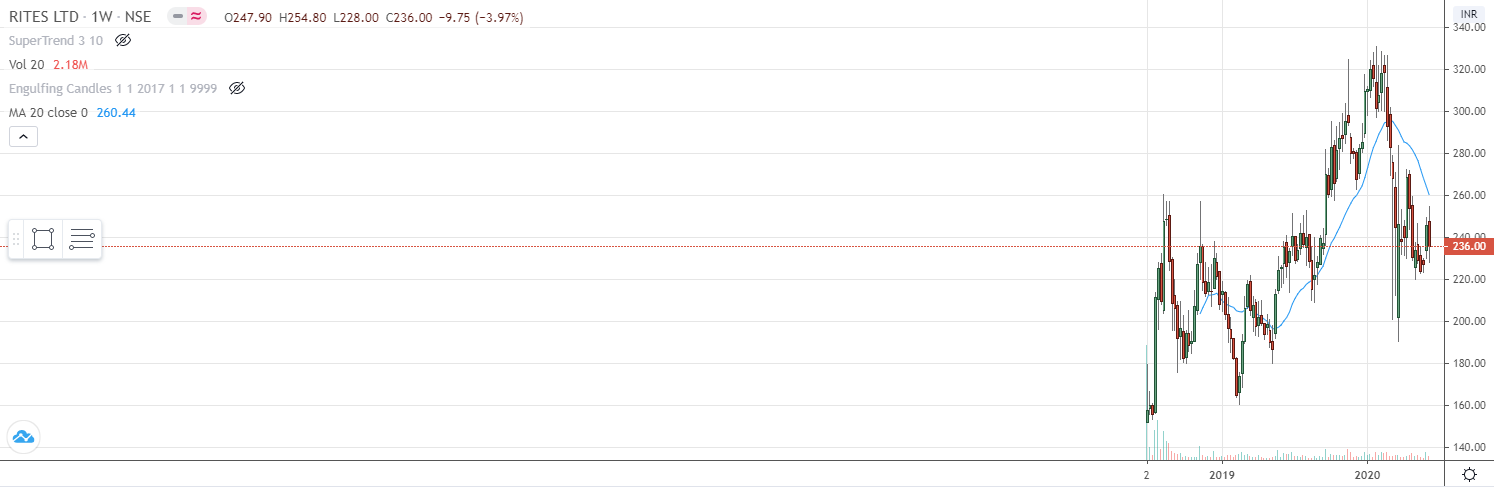 RITES LTD · 1W · NSE O247.90 H254.80 L228.00 C236.00 −9.75 (−3.97%)
INR
SuperTrend 3 10
Vol 20 2.18M
Engulfing Candles 1 1 2017 1 1 9999
MA 20 close 0 260.44
340.00
320.00
300.00
280.00
260.00
240.00
236.00
220.00
200.00
180.00
160.00
140.00
2 2019 2020